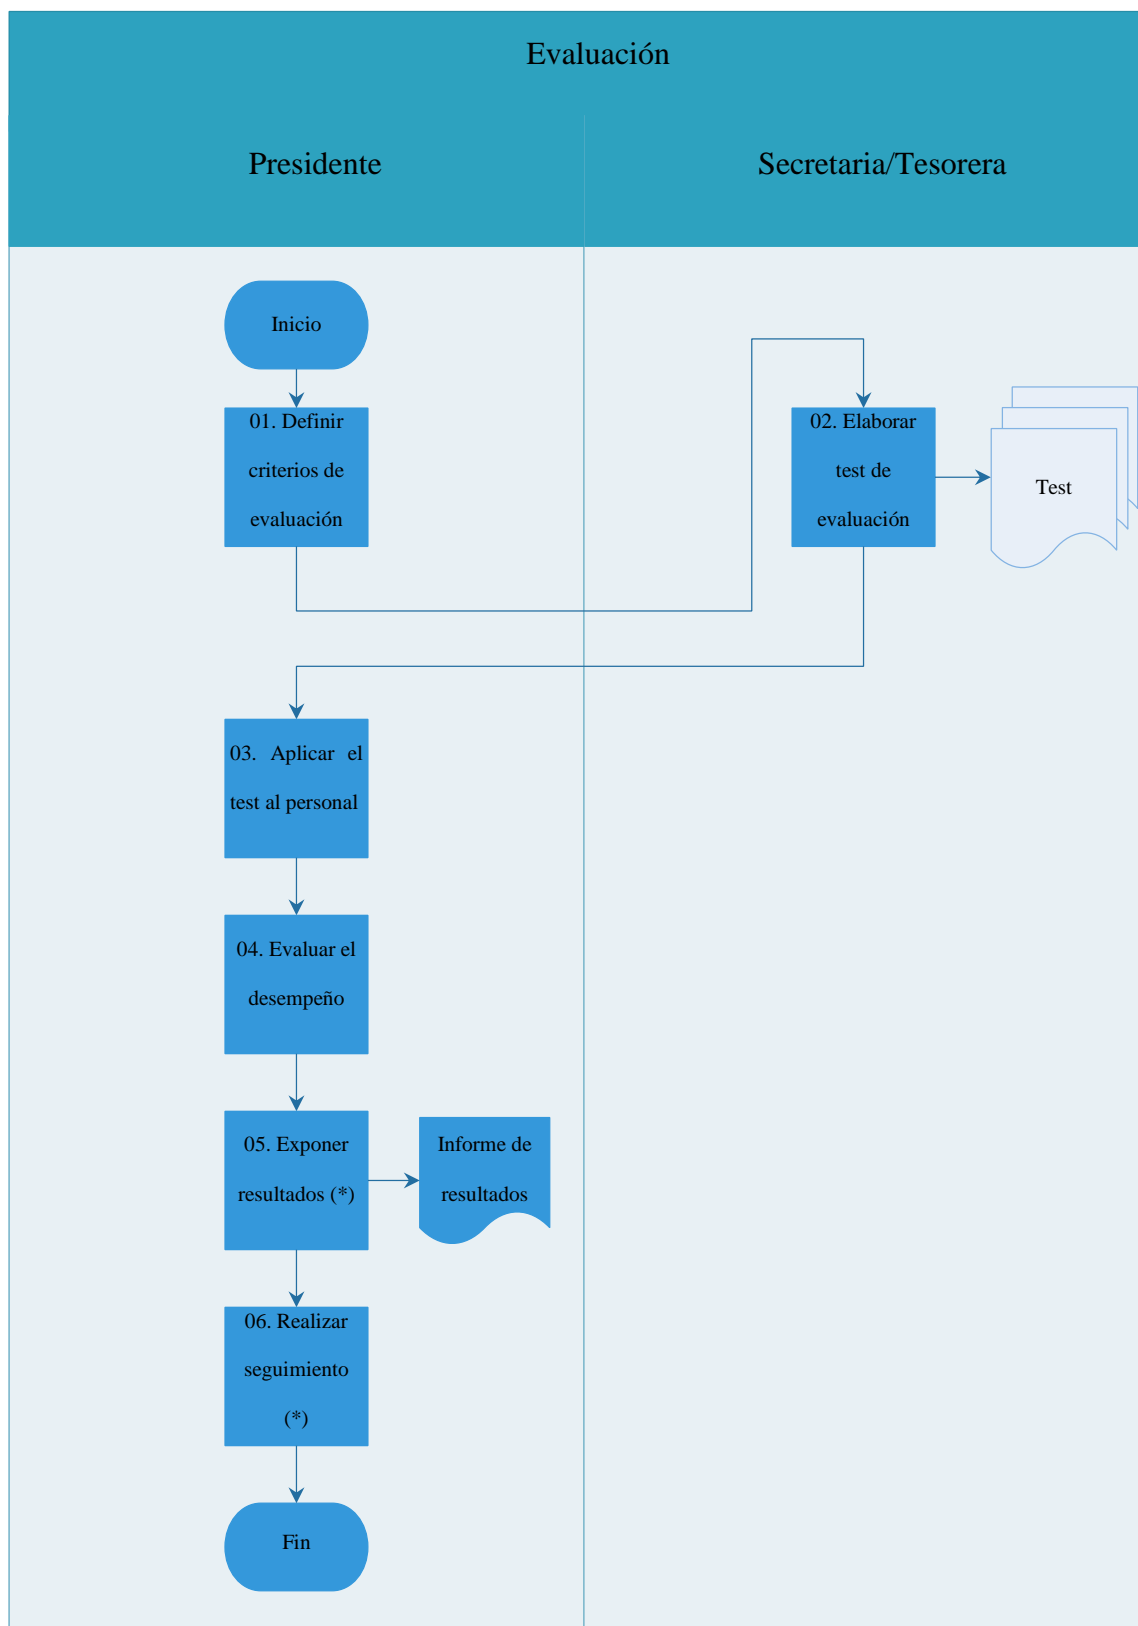 Evaluación
Presidente
Secretaria/Tesorera
Inicio
01. Definir
criterios de
evaluación
02. Elaborar
test de
evaluación
Test
03. Aplicar el
test al personal
04. Evaluar el
desempeño
05. Exponer
resultados (*)
Informe de
resultados
06. Realizar
seguimiento
(*)
Fin